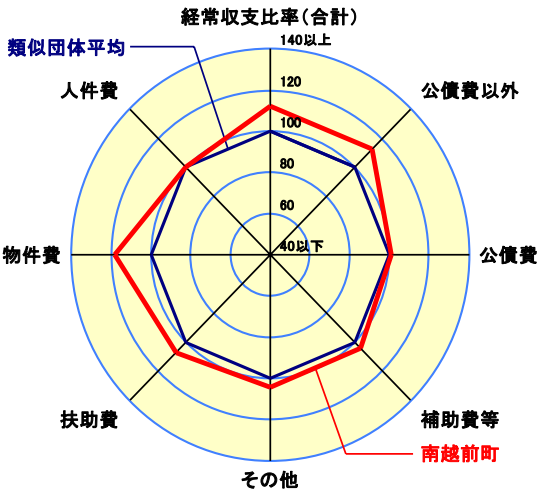 経常収支比率(合計)
140以上
類似団体平均
120
人件費
公債費以外
100
80
60
40以下
物件費
公債費
扶助費
補助費等
南越前町
その他